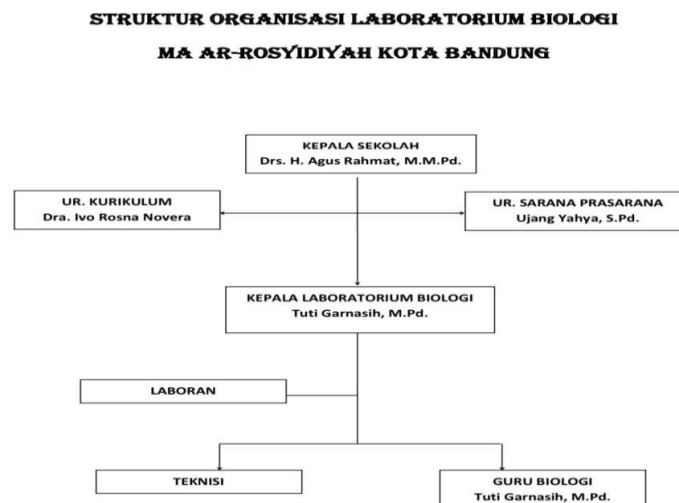 STRUKTUR ORGANISASI LABORATORIUM BIOLOGI
MA AR-ROSYIDIYAH KOTA BANDUNG
KEPALA SEKOLAH
Drs. H. Agus Rahmat, M.M.Pd.
UR. KURIKULUM
Dra. Ivo Rosna Novera
UR. SARANA PRASARANA
Ujang Yahya, S.Pd.
KEPALA LABORATORIUM BIOLOGI
Tuti Garnasih, M.Pd.
LABORAN
TEKNISI
GURU BIOLOGI
Tuti Garnasih, M.Pd.